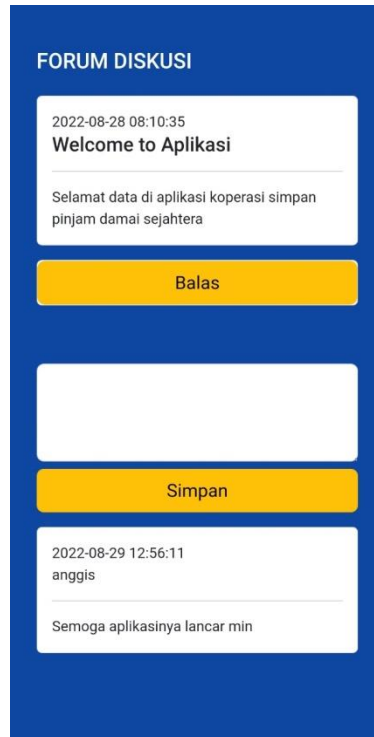 FORUM DISKUSI
2022-08-28 08:10:35
Welcome to Aplikasi
Selamat data di aplikasi koperasi simpan
pinjam damai sejahtera
Balas
Simpan
2022-08-29 12:56:11
anggis
Semoga aplikasinya lancar min